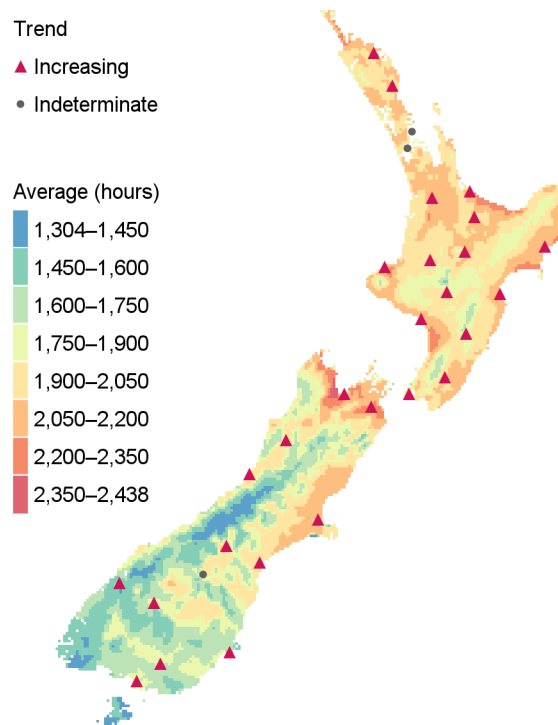 Trend
Increasing
Indeterminate
Average (hours)
1,304–1,450
1,450–1,600
1,600–1,750
1,750–1,900
1,900–2,050
2,050–2,200
2,200–2,350
2,350–2,438